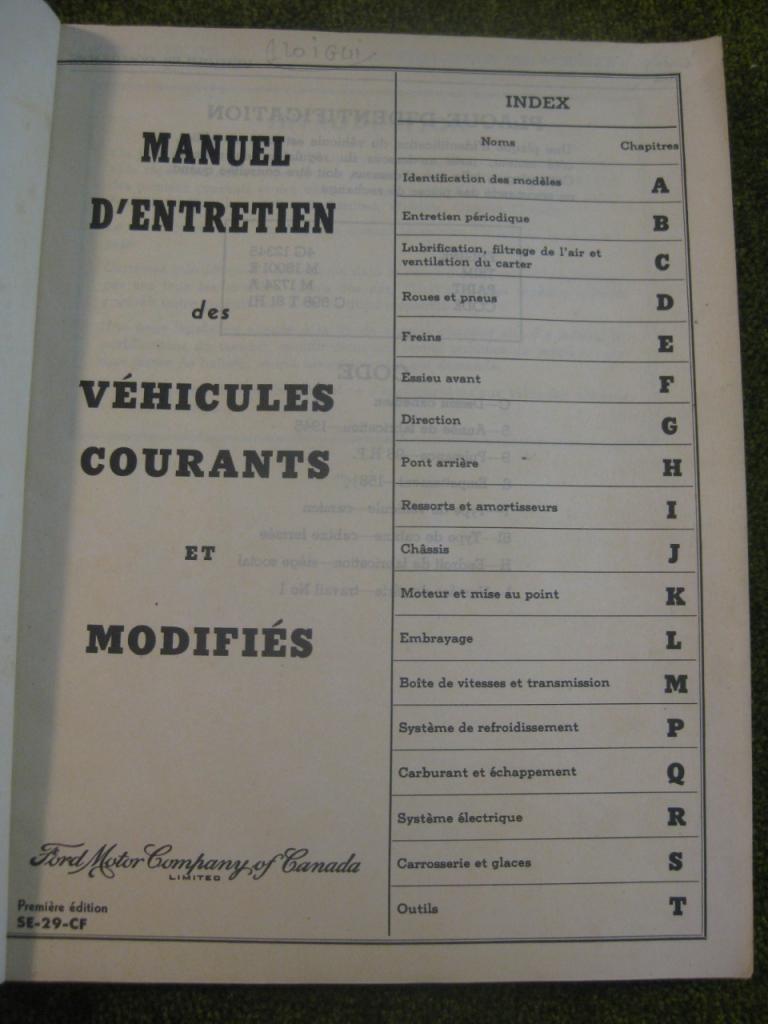 MANUEL
D'ENTRETIEN
des
VÉHICULES
COURANTS
ET
MODIFIÉS
Ford Motor Company of Canada
LIMITED
Première édition
SE-29-CF
INDEX
Noms Chapitres
Identification des modèles A
Entretien périodique B
Lubrification, filtrage de l'air et
ventilation du carter C
Roues et pneus D
Freins E
Essieu avant F
Direction G
Pont arrière H
Ressorts et amortisseurs I
Châssis J
Moteur et mise au point K
Embrayage L
Boîte de vitesses et transmission M
Système de refroidissement P
Carburant et échappement Q
Système électrique R
Carrosserie et glaces S
Outils T